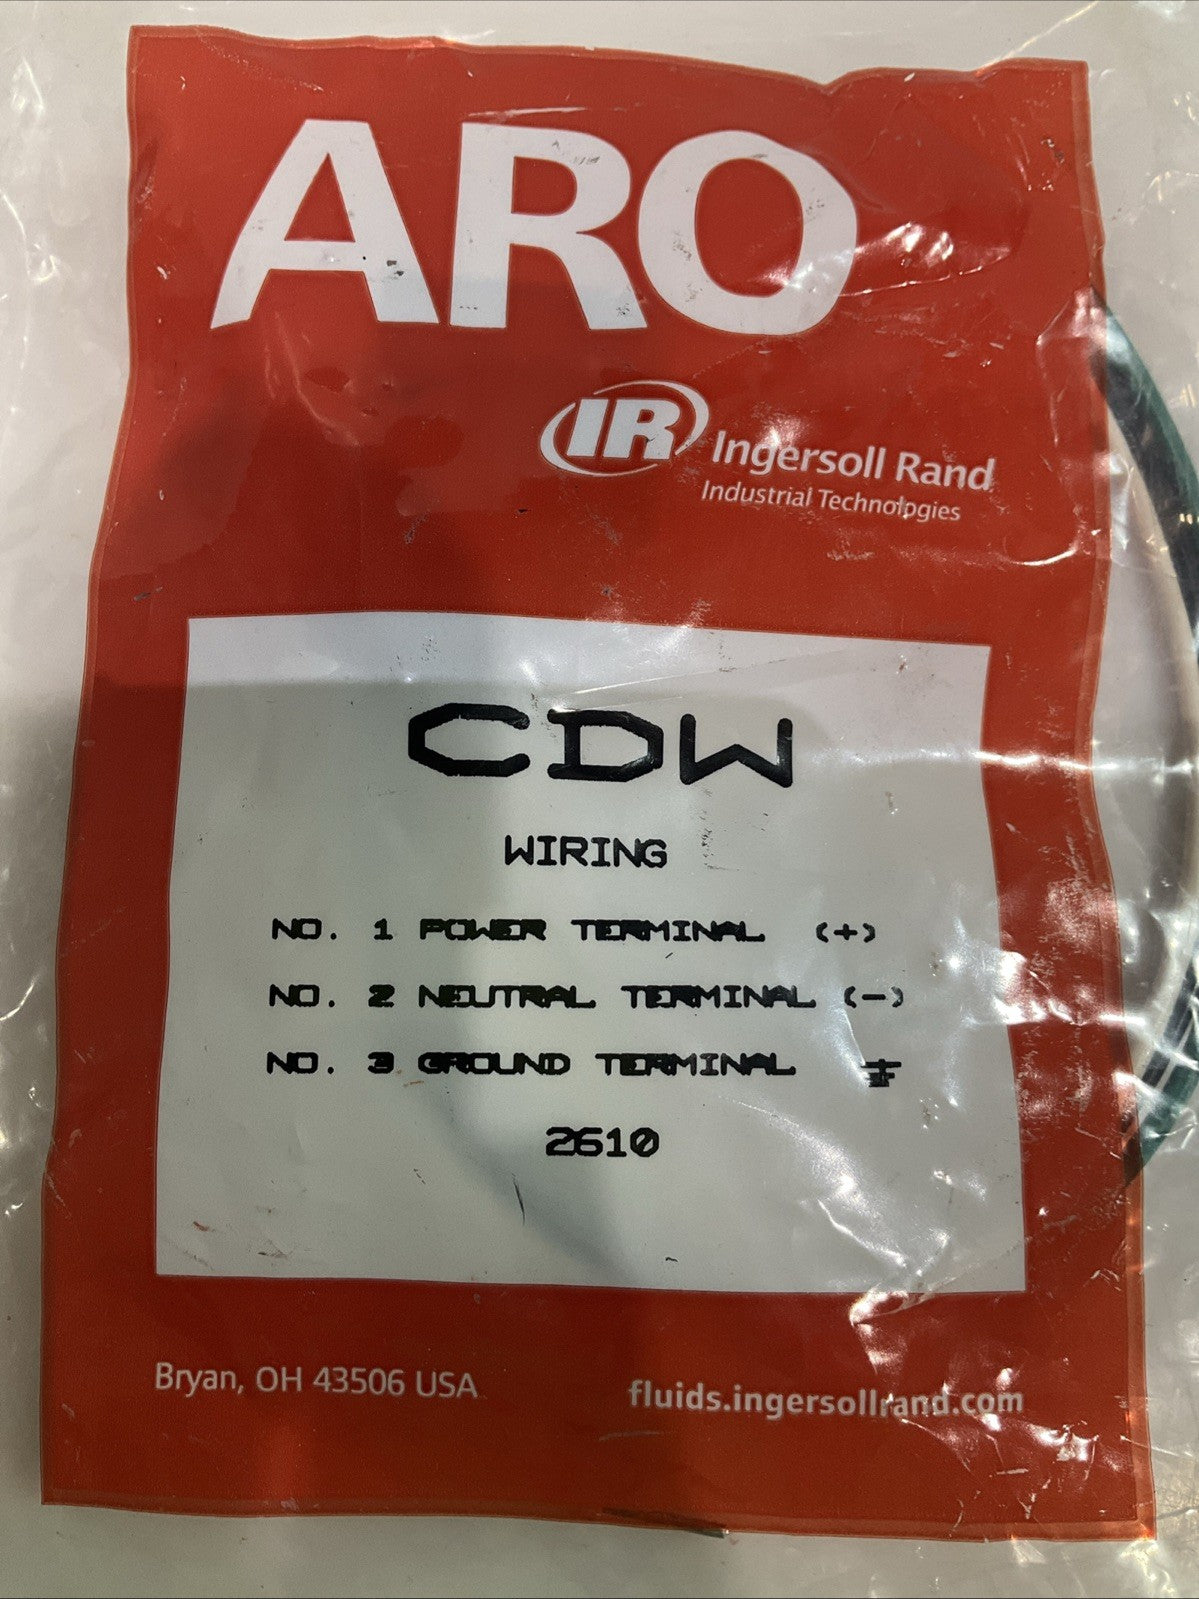 ARO
IR Ingersoll Rand
Industrial Technologies
CDW
WIRING
NO. 1 POWER TERMINAL (+)
NO. 2 NEUTRAL TERMINAL (-)
NO. 3 GROUND TERMINAL ⏚
2610
Bryan, OH 43506 USA
fluids.ingersollrand.com